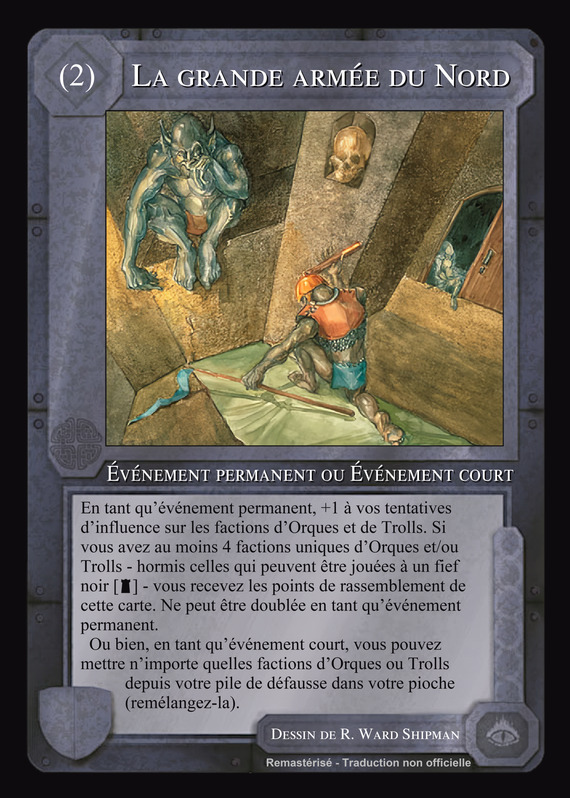 (2)
La grande armée du Nord
Événement permanent ou Événement court
En tant qu'événement permanent, +1 à vos tentatives
d'influence sur les factions d'Orques et de Trolls. Si
vous avez au moins 4 factions uniques d'Orques et/ou
Trolls - hormis celles qui peuvent être jouées à un fief
noir [♜] - vous recevez les points de rassemblement de
cette carte. Ne peut être doublée en tant qu'événement
permanent.
Ou bien, en tant qu'événement court, vous pouvez
mettre n'importe quelles factions d'Orques ou Trolls
depuis votre pile de défausse dans votre pioche
(remélangez-la).
Dessin de R. Ward Shipman
Remastérisé - Traduction non officielle